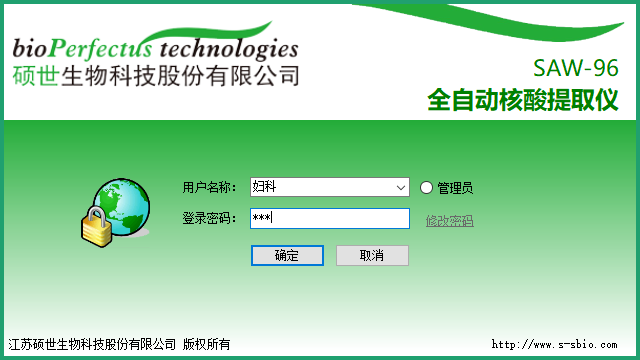 bioPerfectus technologies
硕世生物科技股份有限公司
SAW-96
全自动核酸提取仪
用户名称： 妇科 管理员
登录密码： *** 修改密码
确定 取消
江苏硕世生物科技股份有限公司 版权所有 http://www.s-sbio.com